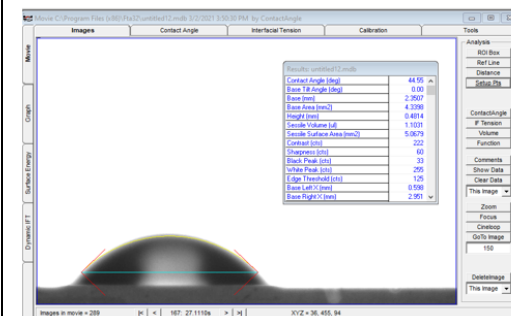 Movie C:\Program Files (x86)\Fta32\untitled12.mdb 3/2/2021 3:50:30 PM by ContactAngle
Images
Contact Angle
Interfacial Tension
Calibration
Tools
Movie
Graph
Surface Energy
Dynamic IFT
Results: untitled12.mdb
Contact Angle (deg) 44.55
Base Tilt Angle (deg) 0.00
Base (mm) 2.3507
Base Area (mm2) 4.3398
Height (mm) 0.4814
Sessile Volume (ul) 1.1031
Sessile Surface Area (mm2) 5.0679
Contrast (cts) 222
Sharpness (cts) 60
Black Peak (cts) 33
White Peak (cts) 255
Edge Threshold (cts) 125
Base Left X (mm) 0.598
Base Right X (mm) 2.951
Analysis
ROI Box
Ref Line
Distance
Setup Pts
ContactAngle
IF Tension
Volume
Function
Comments
Show Data
Clear Data
This Image
Zoom
Focus
Cineloop
GoTo Image
150
DeleteImage
This Image
Images in movie = 289
|< < 167: 27.1110s > >|
XYZ = 36, 455, 94